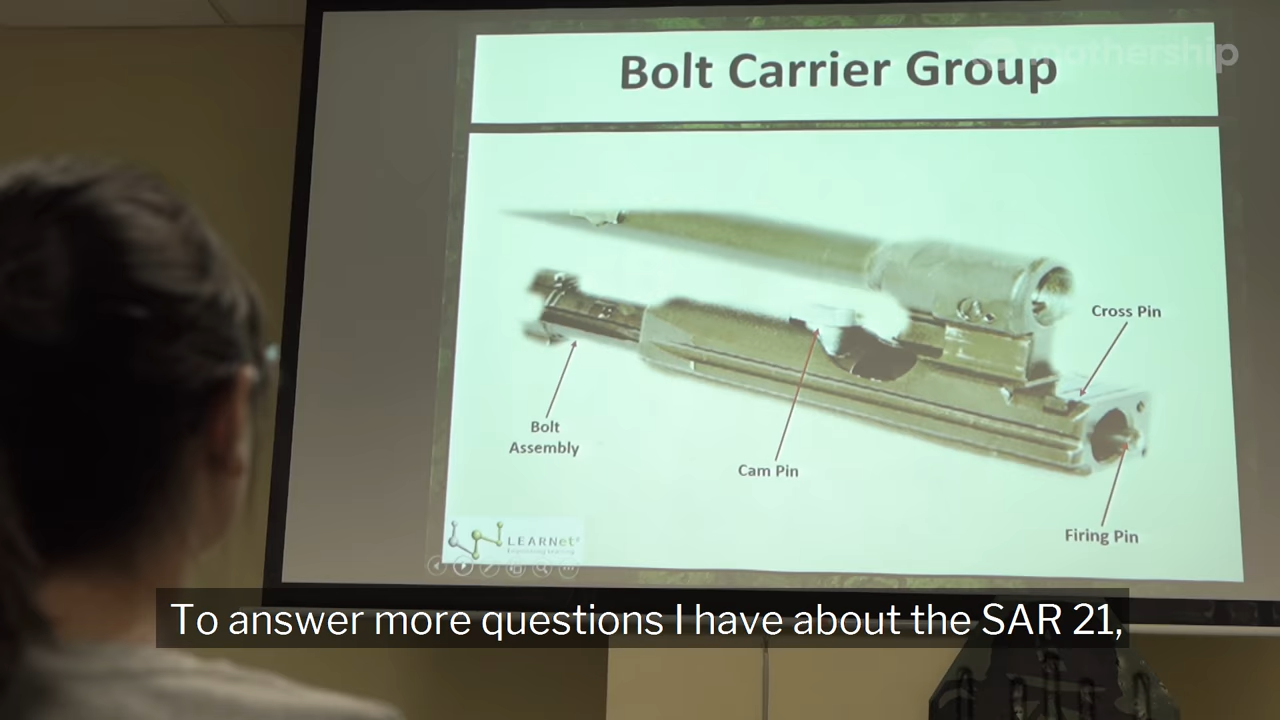 mothership
Bolt Carrier Group
Cross Pin
Bolt
Assembly
Cam Pin
Firing Pin
LEARNet
To answer more questions I have about the SAR 21,